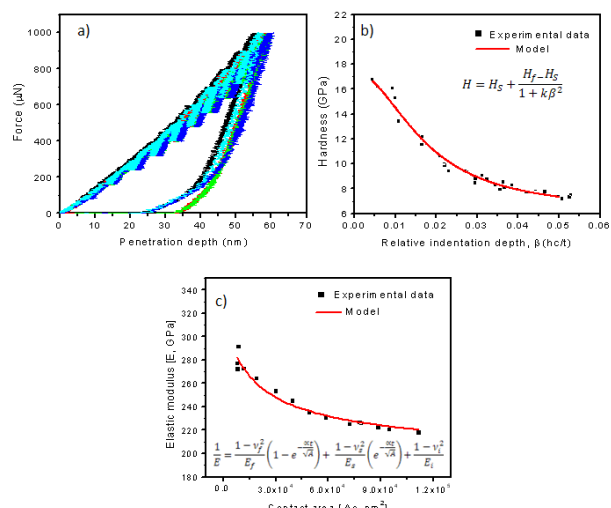 a)
Force (µN)
1000
800
600
400
200
0
0 10 20 30 40 50 60 70
Penetration depth (nm)
b)
Experimental data
Model
H = H_S + (H_f−H_S)/(1 + kβ²)
Hardness (GPa)
22
20
18
16
14
12
10
8
6
0.00 0.01 0.02 0.03 0.04 0.05 0.06
Relative indentation depth, β(hc/t)
c)
Experimental data
Model
Elastic modulus [E, GPa]
340
320
300
280
260
240
220
200
180
1/E = (1 − ν_f²)/E_f (1 − e^(−αt/√A)) + (1 − ν_s²)/E_s (e^(−αt/√A)) + (1 − ν_i²)/E_i
0.0 3.0x10⁴ 6.0x10⁴ 9.0x10⁴ 1.2x10⁵